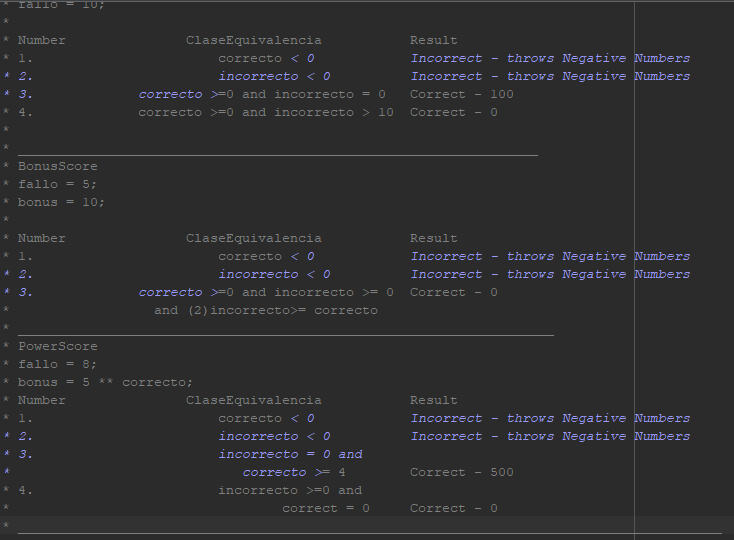 * fallo = 10;
*
* Number ClaseEquivalencia Result
* 1. correcto < 0 Incorrect - throws Negative Numbers
* 2. incorrecto < 0 Incorrect - throws Negative Numbers
* 3. correcto >=0 and incorrecto = 0 Correct - 100
* 4. correcto >=0 and incorrecto > 10 Correct - 0
*
*
* BonusScore
* fallo = 5;
* bonus = 10;
*
* Number ClaseEquivalencia Result
* 1. correcto < 0 Incorrect - throws Negative Numbers
* 2. incorrecto < 0 Incorrect - throws Negative Numbers
* 3. correcto >=0 and incorrecto >= 0 Correct - 0
* and (2)incorrecto>= correcto
*
* PowerScore
* fallo = 8;
* bonus = 5 ** correcto;
* Number ClaseEquivalencia Result
* 1. correcto < 0 Incorrect - throws Negative Numbers
* 2. incorrecto < 0 Incorrect - throws Negative Numbers
* 3. incorrecto = 0 and
* correcto >= 4 Correct - 500
* 4. incorrecto >=0 and
* correct = 0 Correct - 0
*